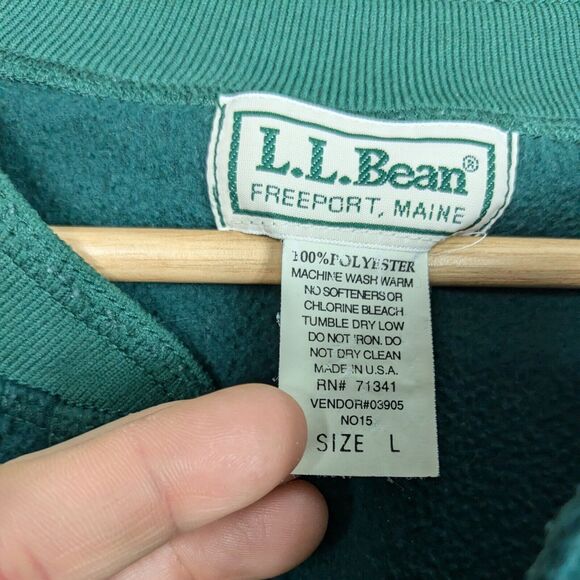 L.L.Bean®
FREEPORT, MAINE
100%POLYESTER
MACHINE WASH WARM
NO SOFTENERS OR
CHLORINE BLEACH
TUMBLE DRY LOW
DO NOT IRON. DO
NOT DRY CLEAN
MADE IN U.S.A.
RN# 71341
VENDOR#03905
NO15
SIZE L